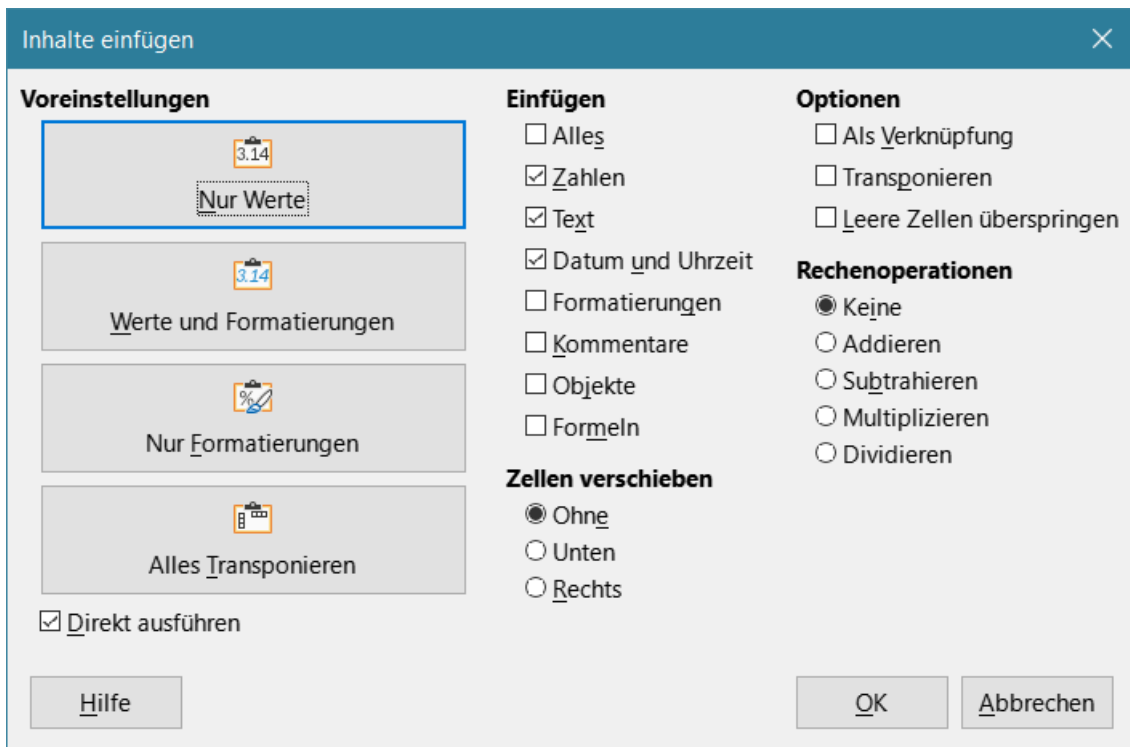 Inhalte einfügen
Voreinstellungen
3.14
Nur Werte
3.14
Werte und Formatierungen
%
Nur Formatierungen
Alles Transponieren
Direkt ausführen
Einfügen
Alles
Zahlen
Text
Datum und Uhrzeit
Formatierungen
Kommentare
Objekte
Formeln
Zellen verschieben
Ohne
Unten
Rechts
Optionen
Als Verknüpfung
Transponieren
Leere Zellen überspringen
Rechenoperationen
Keine
Addieren
Subtrahieren
Multiplizieren
Dividieren
Hilfe
OK
Abbrechen